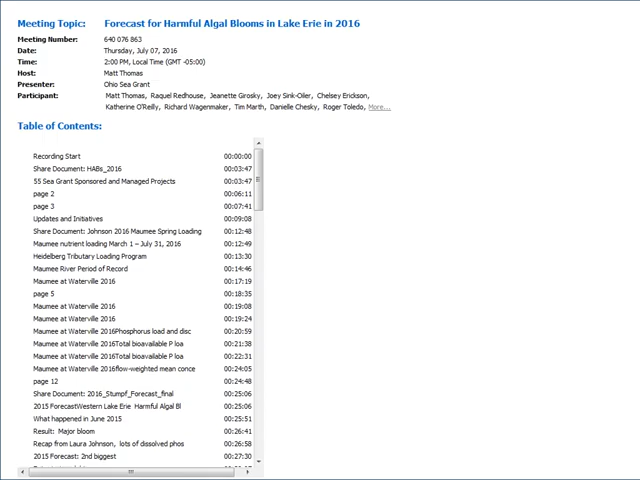 Meeting Topic: Forecast for Harmful Algal Blooms in Lake Erie in 2016
Meeting Number: 640 076 863
Date: Thursday, July 07, 2016
Time: 2:00 PM, Local Time (GMT -05:00)
Host: Matt Thomas
Presenter: Ohio Sea Grant
Participant: Matt Thomas, Raquel Redhouse, Jeanette Girosky, Joey Sink-Oiler, Chelsey Erickson,
Katherine O'Reilly, Richard Wagenmaker, Tim Marth, Danielle Chesky, Roger Toledo, More...
Table of Contents:
Recording Start 00:00:00
Share Document: HABs_2016 00:03:47
55 Sea Grant Sponsored and Managed Projects 00:03:47
page 2 00:06:11
page 3 00:07:41
Updates and Initiatives 00:09:08
Share Document: Johnson 2016 Maumee Spring Loading 00:12:48
Maumee nutrient loading March 1 – July 31, 2016 00:12:49
Heidelberg Tributary Loading Program 00:13:30
Maumee River Period of Record 00:14:46
Maumee at Waterville 2016 00:17:19
page 5 00:18:35
Maumee at Waterville 2016 00:19:08
Maumee at Waterville 2016 00:19:24
Maumee at Waterville 2016Phosphorus load and disc 00:20:59
Maumee at Waterville 2016Total bioavailable P loa 00:21:38
Maumee at Waterville 2016Total bioavailable P loa 00:22:31
Maumee at Waterville 2016flow-weighted mean conce 00:24:05
page 12 00:24:48
Share Document: 2016_Stumpf_Forecast_final 00:25:06
2015 ForecastWestern Lake Erie Harmful Algal Bl 00:25:06
What happened in June 2015 00:25:51
Result: Major bloom 00:26:41
Recap from Laura Johnson, lots of dissolved phos 00:26:58
2015 Forecast: 2nd biggest 00:27:30